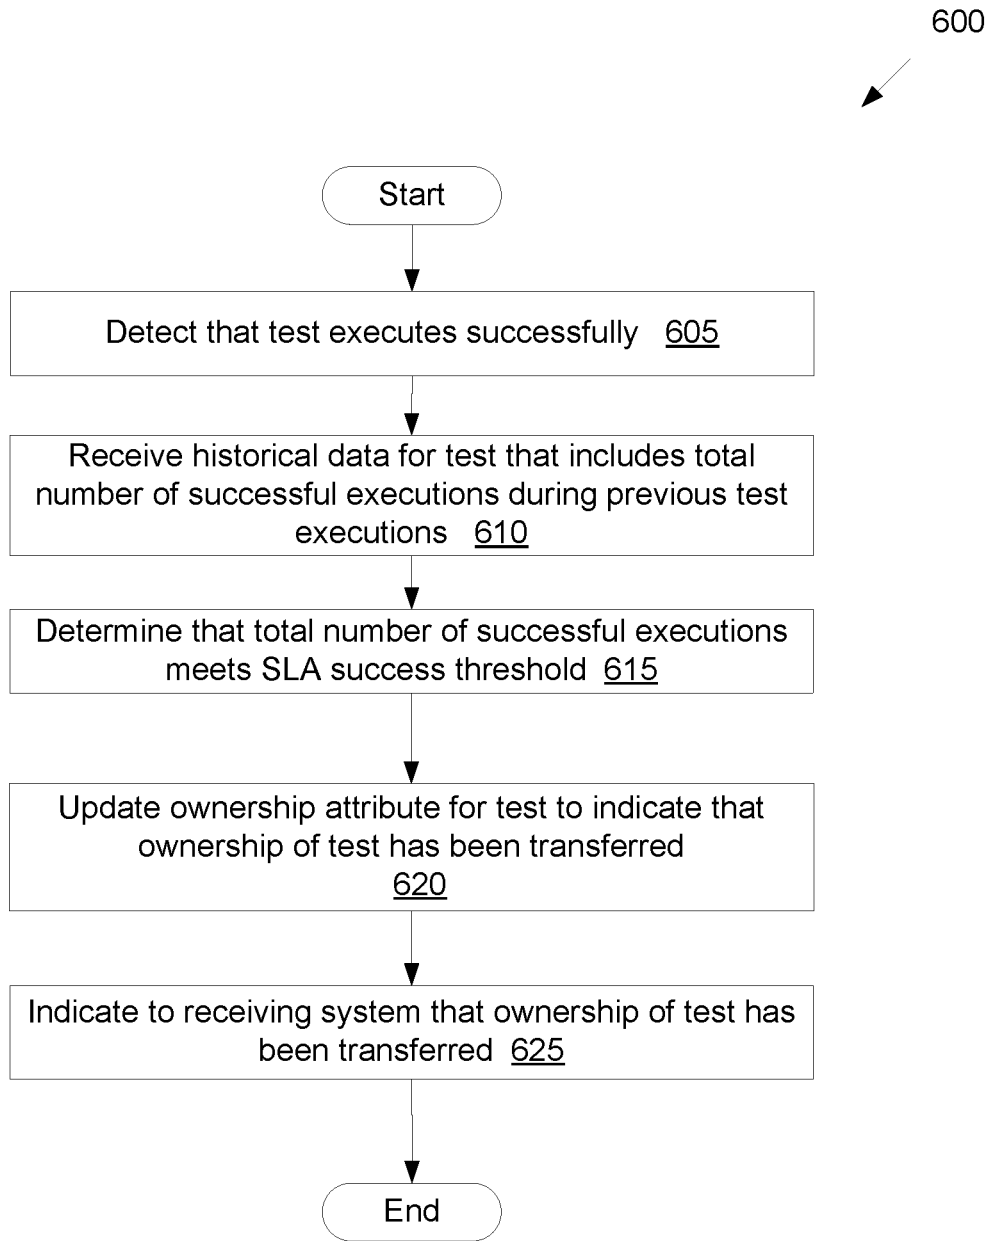 600
Start
Detect that test executes successfully 605
Receive historical data for test that includes total
number of successful executions during previous test
executions 610
Determine that total number of successful executions
meets SLA success threshold 615
Update ownership attribute for test to indicate that
ownership of test has been transferred
620
Indicate to receiving system that ownership of test has
been transferred 625
End